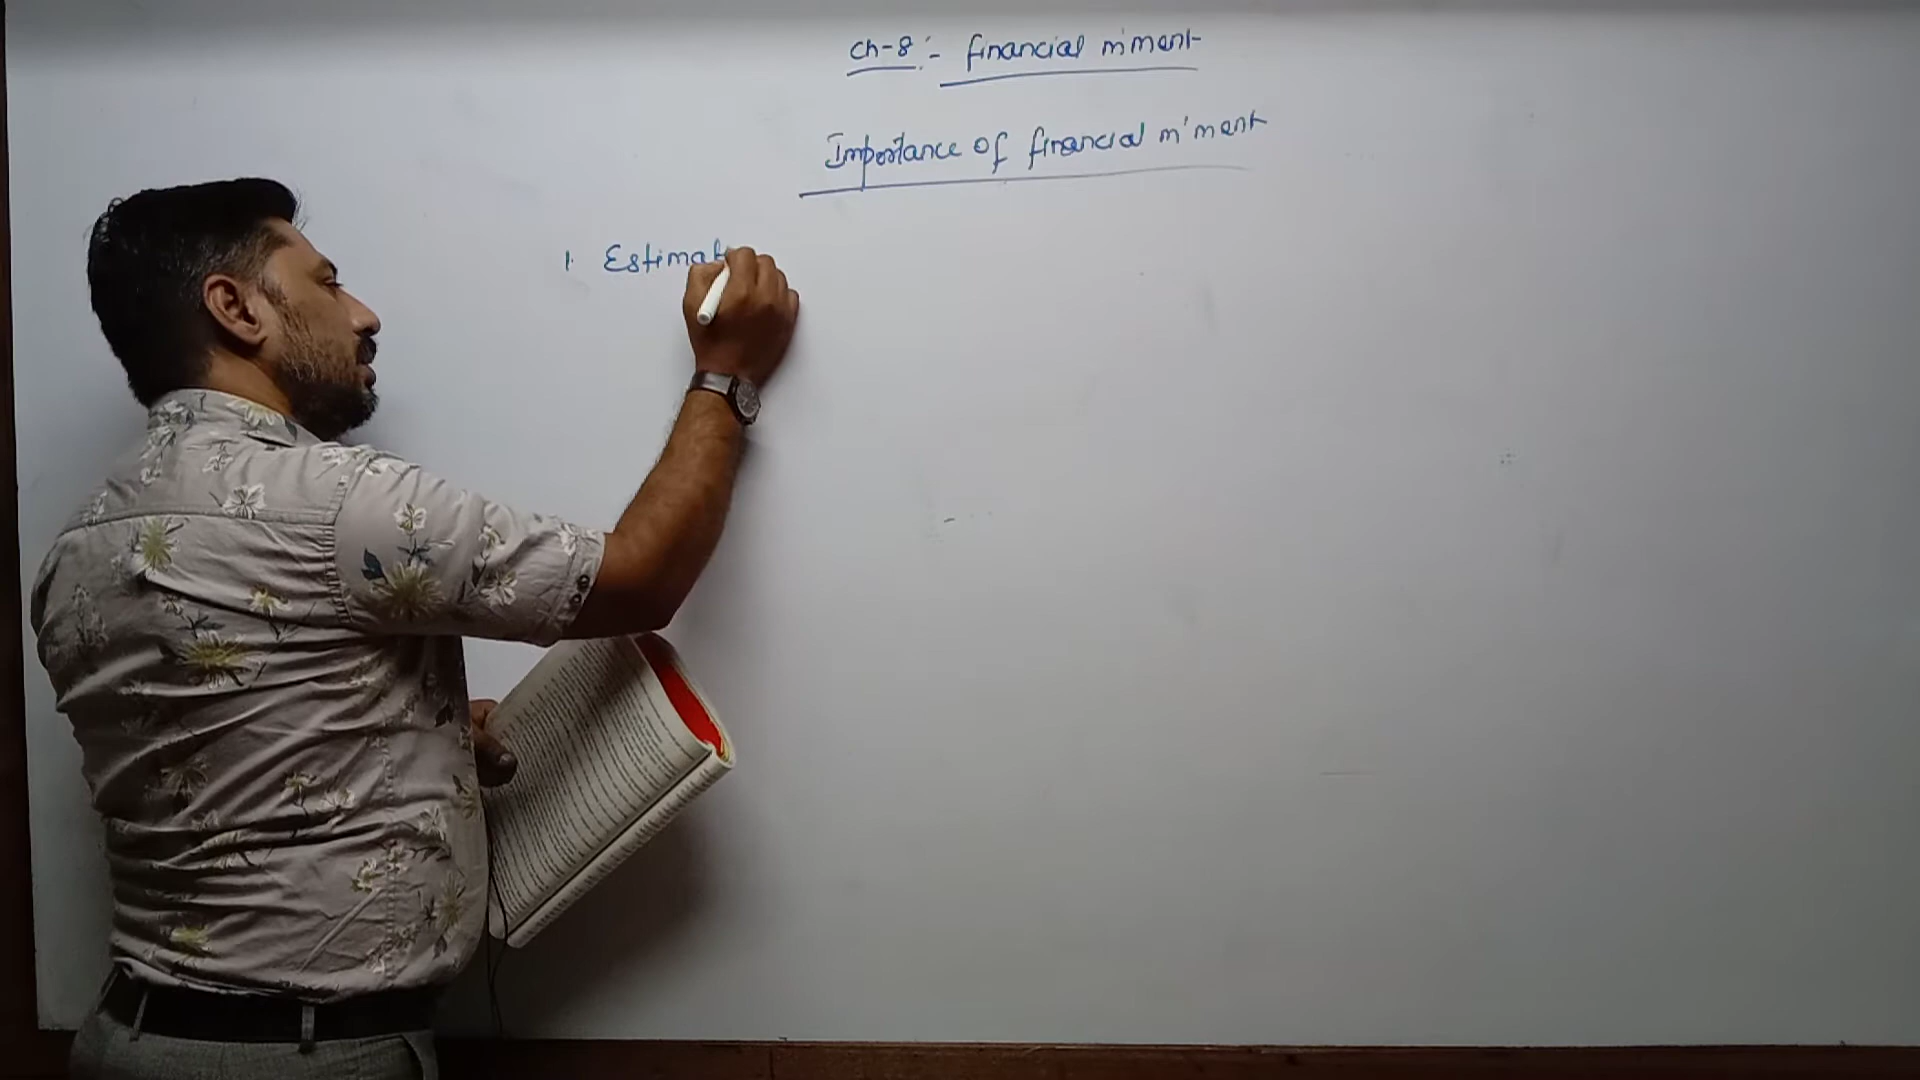 Ch-8:- financial m'ment
Importance of financial m'ment
1. Estimat